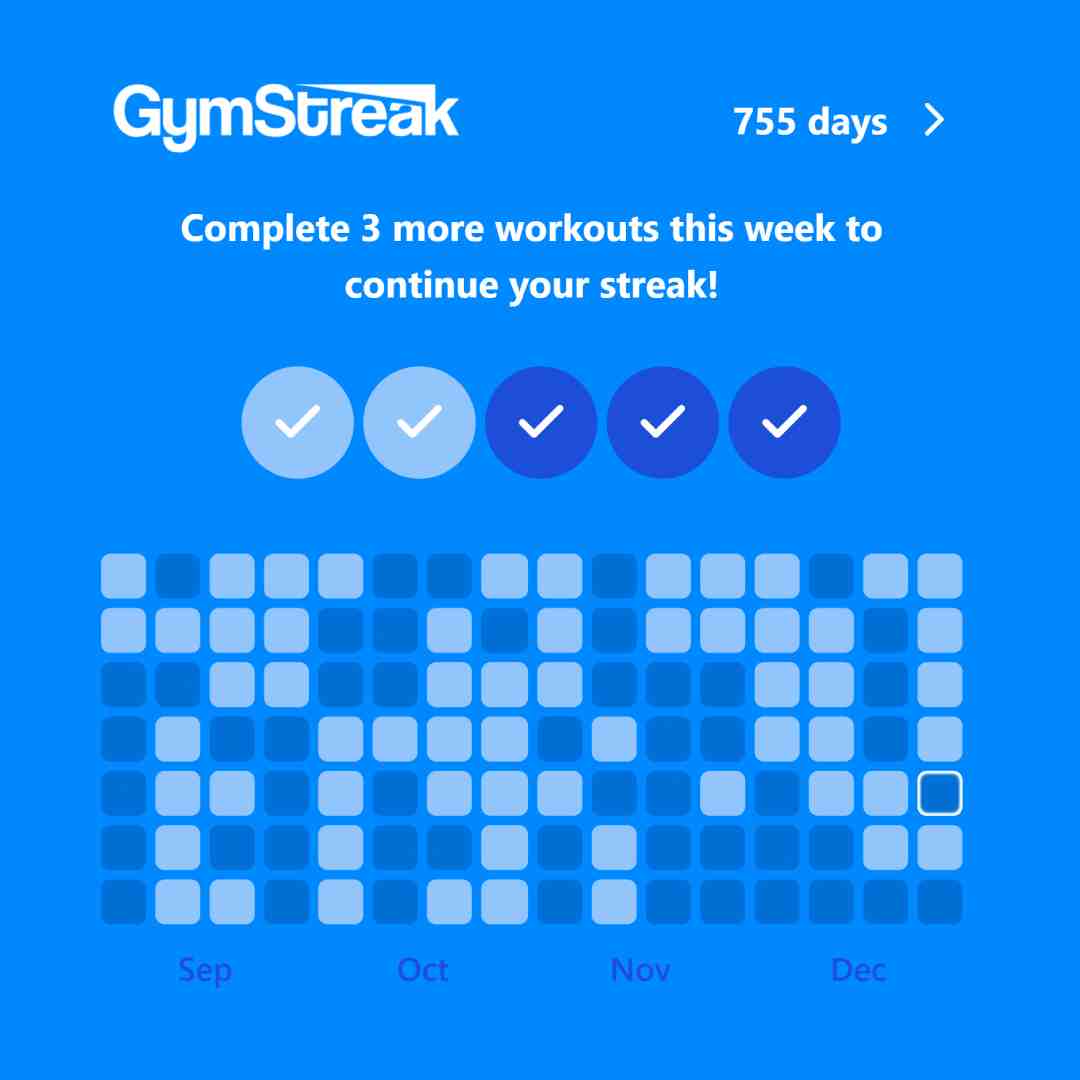 GymStreak
755 days
Complete 3 more workouts this week to
continue your streak!
Sep Oct Nov Dec